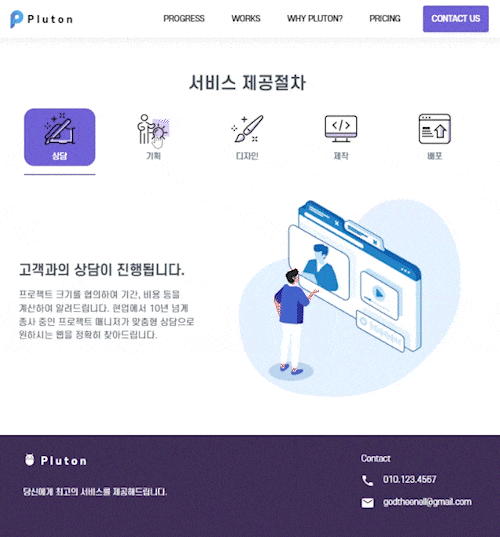 Pluton
PROGRESS
WORKS
WHY PLUTON?
PRICING
CONTACT US
서비스 제공절차
상담
기획
디자인
제작
배포
고객과의 상담이 진행됩니다.
프로젝트 크기를 협의하여 기간, 비용 등을
계산하여 알려드립니다. 현업에서 10년 넘게
종사 중인 프로젝트 매니저가 맞춤형 상담으로
원하시는 웹을 정확히 찾아드립니다.
Pluton
당신에게 최고의 서비스를 제공해드립니다.
Contact
010.123.4567
godtheenell@gmail.com